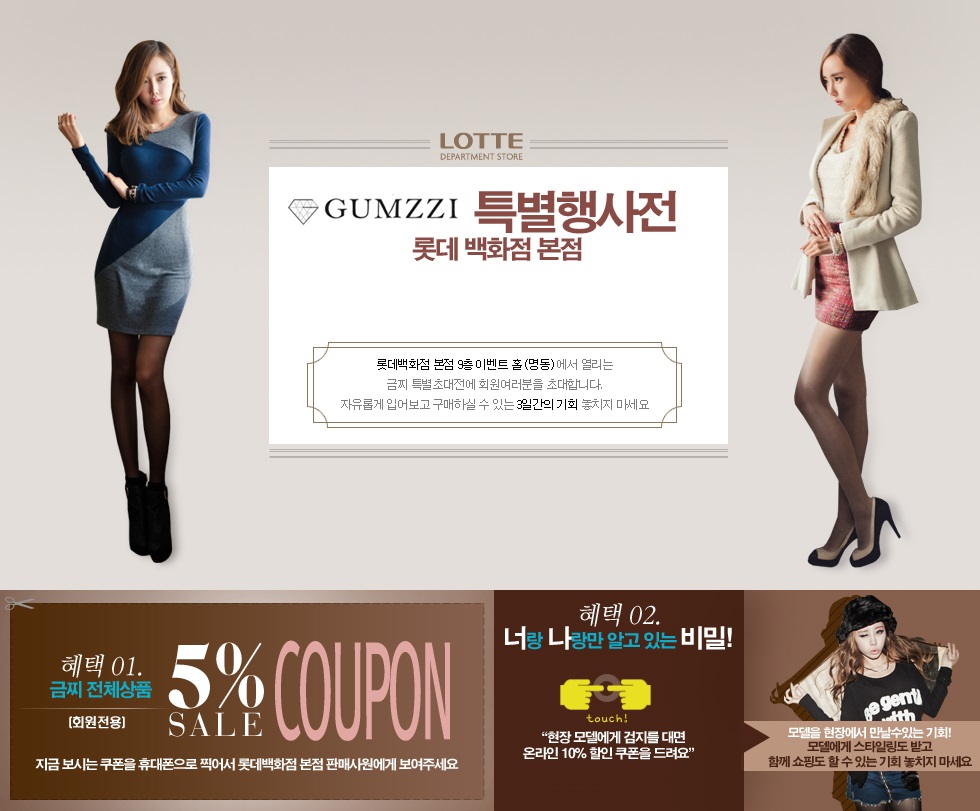 LOTTE
DEPARTMENT STORE
GUMZZI 특별행사전
롯데 백화점 본점
롯데백화점 본점 9층 이벤트 홀 (명동)에서 열리는
금찌 특별초대전에 회원여러분을 초대합니다.
자유롭게 입어보고 구매하실 수 있는 3일간의 기회 놓치지 마세요
혜택 01.
금찌 전체상품
(회원전용)
5%
SALE
COUPON
지금 보시는 쿠폰을 휴대폰으로 찍어서 롯데백화점 본점 판매사원에게 보여주세요
혜택 02.
너랑 나랑만 알고 있는 비밀!
touch!
“현장 모델에게 검지를 대면
온라인 10% 할인 쿠폰을 드려요”
모델을 현장에서 만날수있는 기회!
모델에게 스타일링도 받고
함께 쇼핑도 할 수 있는 기회 놓치지 마세요